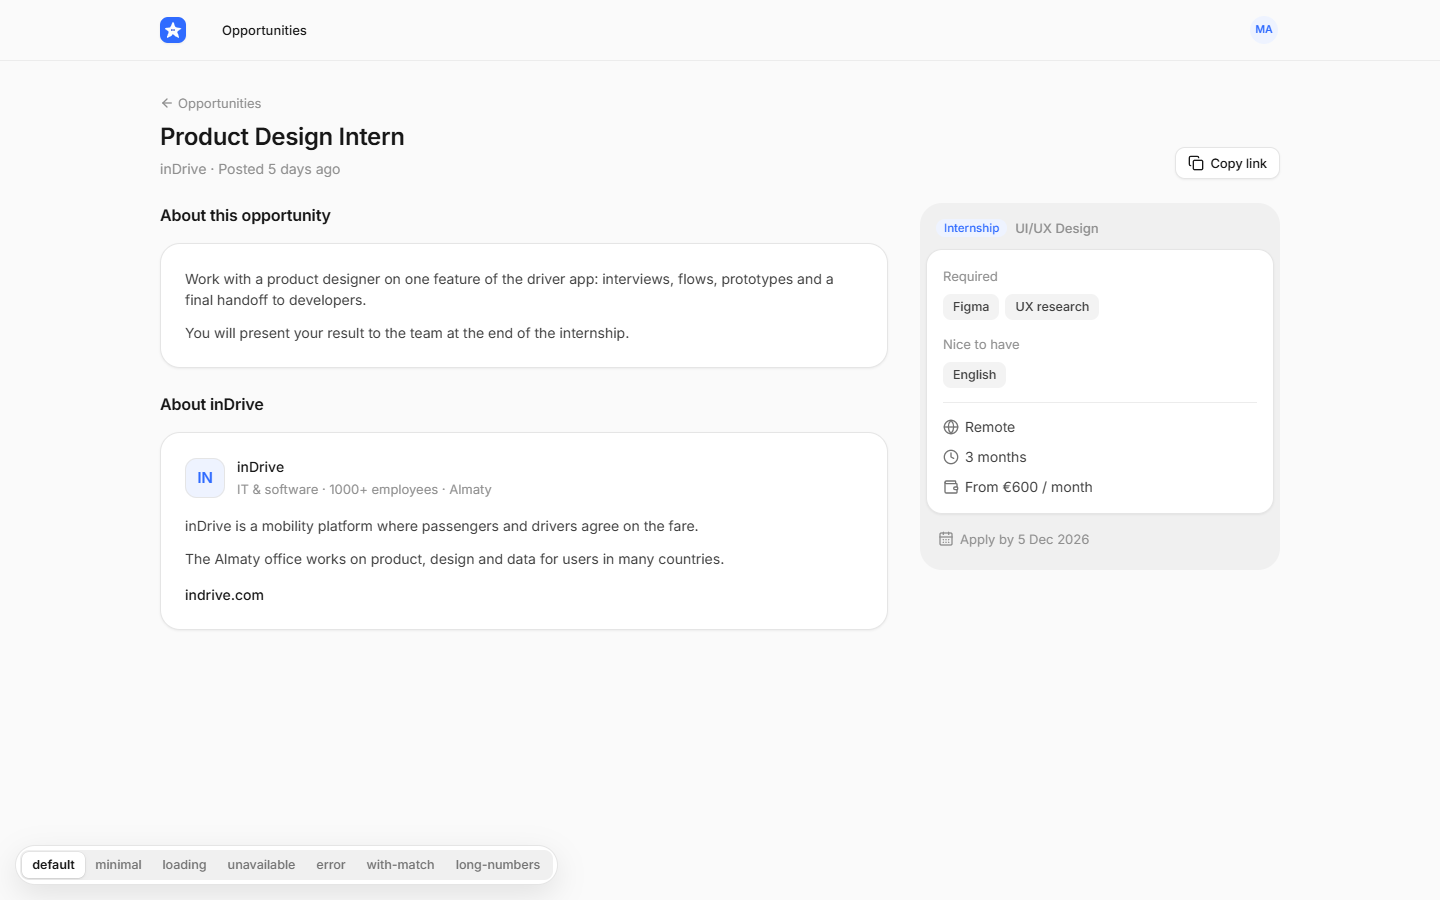 Opportunities
MA
Opportunities
Product Design Intern
inDrive · Posted 5 days ago
Copy link
About this opportunity
Work with a product designer on one feature of the driver app: interviews, flows, prototypes and a
final handoff to developers.
You will present your result to the team at the end of the internship.
About inDrive
IN
inDrive
IT & software · 1000+ employees · Almaty
inDrive is a mobility platform where passengers and drivers agree on the fare.
The Almaty office works on product, design and data for users in many countries.
indrive.com
Internship UI/UX Design
Required
Figma UX research
Nice to have
English
Remote
3 months
From €600 / month
Apply by 5 Dec 2026
default minimal loading unavailable error with-match long-numbers